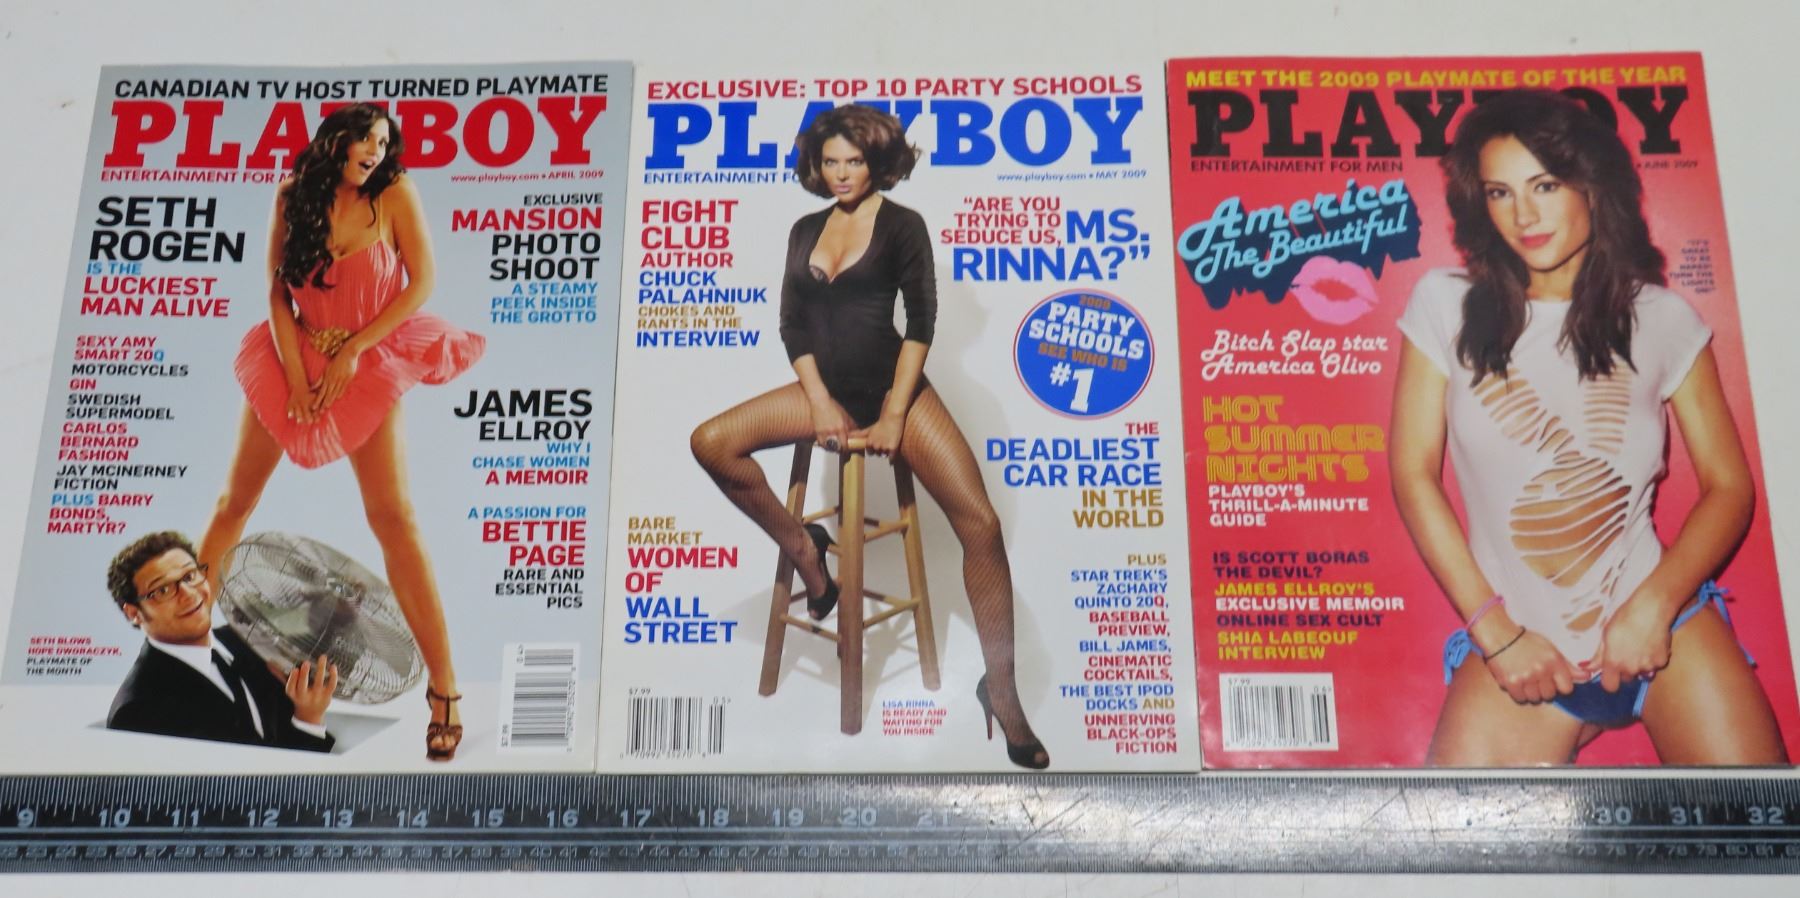 CANADIAN TV HOST TURNED PLAYMATE
PLAYBOY
ENTERTAINMENT FOR M
www.playboy.com • APRIL 2009
SETH
ROGEN
IS THE
LUCKIEST
MAN ALIVE
SEXY AMY
SMART 20Q
MOTORCYCLES
GIN
SWEDISH
SUPERMODEL
CARLOS
BERNARD
FASHION
JAY MCINERNEY
FICTION
PLUS BARRY
BONDS,
MARTYR?
EXCLUSIVE
MANSION
PHOTO
SHOOT
A STEAMY
PEEK INSIDE
THE GROTTO
JAMES
ELLROY
WHY I
CHASE WOMEN
A MEMOIR
A PASSION FOR
BETTIE
PAGE
RARE AND
ESSENTIAL
PICS
SETH BLOWS
HOPE DWORACZYK,
PLAYMATE OF
THE MONTH
$7.99
EXCLUSIVE: TOP 10 PARTY SCHOOLS
PLAYBOY
ENTERTAINMENT FO
www.playboy.com • MAY 2009
FIGHT
CLUB
AUTHOR
CHUCK
PALAHNIUK
CHOKES AND
RANTS IN THE
INTERVIEW
BARE
MARKET
WOMEN
OF
WALL
STREET
"ARE YOU
TRYING TO
SEDUCE US, MS.
RINNA?"
2009
PARTY
SCHOOLS
SEE WHO IS
#1
THE
DEADLIEST
CAR RACE
IN THE
WORLD
PLUS
STAR TREK'S
ZACHARY
QUINTO 20Q,
BASEBALL
PREVIEW,
BILL JAMES,
CINEMATIC
COCKTAILS,
THE BEST IPOD
DOCKS AND
UNNERVING
BLACK-OPS
FICTION
LISA RINNA
IS READY AND
WAITING FOR
YOU INSIDE
$7.99
05>
0 70992 35270 8
MEET THE 2009 PLAYMATE OF THE YEAR
PLAYBOY
ENTERTAINMENT FOR MEN
• JUNE 2009
America
The Beautiful
Bitch Slap star
America Olivo
HOT
SUMMER
NIGHTS
PLAYBOY'S
THRILL-A-MINUTE
GUIDE
IS SCOTT BORAS
THE DEVIL?
JAMES ELLROY'S
EXCLUSIVE MEMOIR
ONLINE SEX CULT
SHIA LABEOUF
INTERVIEW
$7.99
06>
9 10 11 12 13 14 15 16 17 18 19 20 21 30 31 32